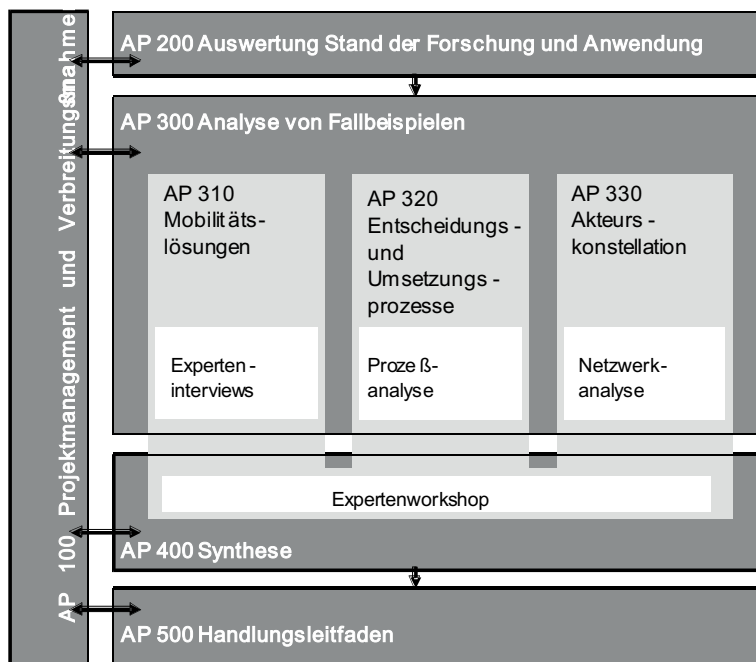 AP 100 Projektmanagement und Verbreitungsmaßnahme
AP 200 Auswertung Stand der Forschung und Anwendung
AP 300 Analyse von Fallbeispielen
AP 310
Mobilitäts-
lösungen
Experten -
interviews
AP 320
Entscheidungs -
und
Umsetzungs -
prozesse
Prozeß-
analyse
AP 330
Akteurs -
konstellation
Netzwerk-
analyse
Expertenworkshop
AP 400 Synthese
AP 500 Handlungsleitfaden